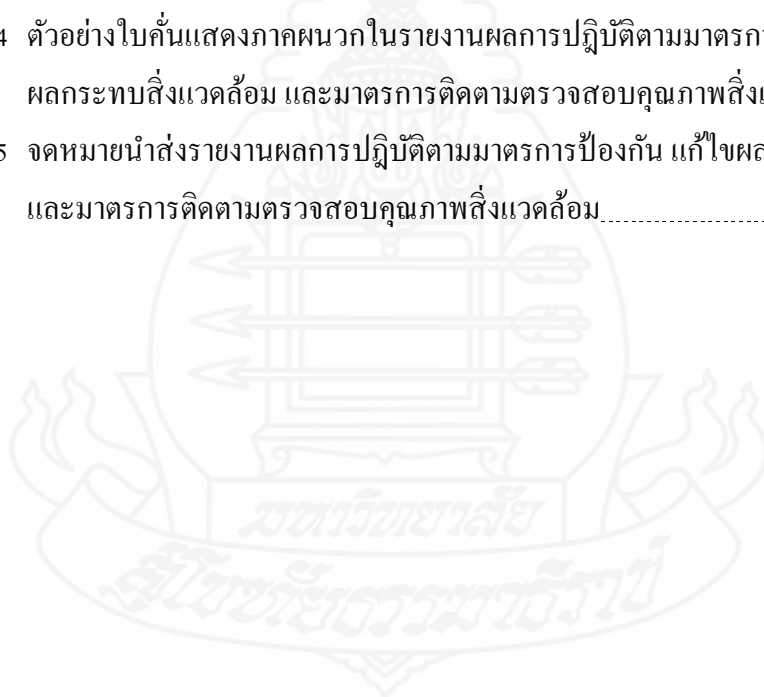 4 ตัวอย่างใบคั่นแสดงภาคผนวกในรายงานผลการปฏิบัติตามมาตรกา
ผลกระทบสิ่งแวดล้อม และมาตรการติดตามตรวจสอบคุณภาพสิ่งแ
5 จดหมายนำส่งรายงานผลการปฏิบัติตามมาตรการป้องกัน แก้ไขผล
และมาตรการติดตามตรวจสอบคุณภาพสิ่งแวดล้อม
มหาวิทยาลัย
สุโขทัยธรรมาธิราช